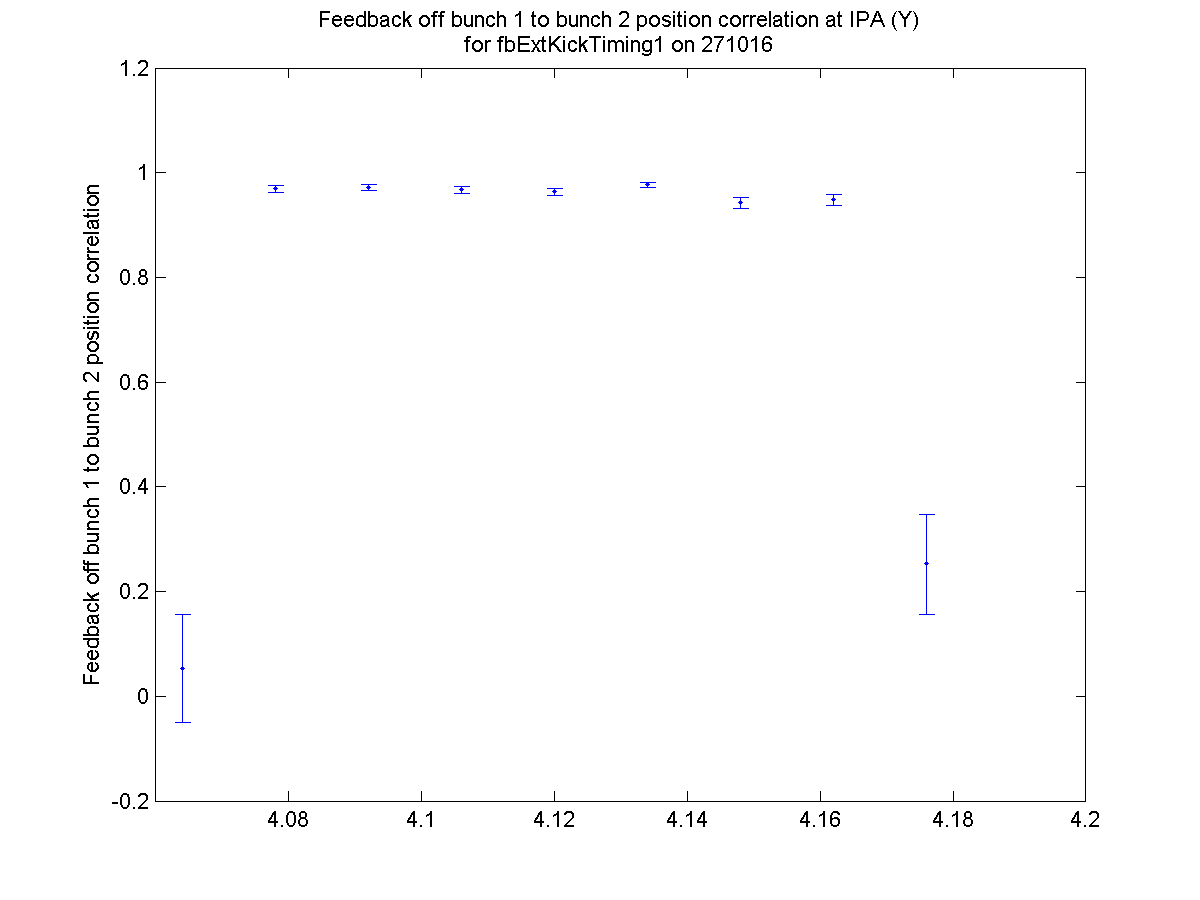 Feedback off bunch 1 to bunch 2 position correlation at IPA (Y)
for fbExtKickTiming1 on 271016
Feedback off bunch 1 to bunch 2 position correlation
1.2
1
0.8
0.6
0.4
0.2
0
-0.2
4.08 4.1 4.12 4.14 4.16 4.18 4.2